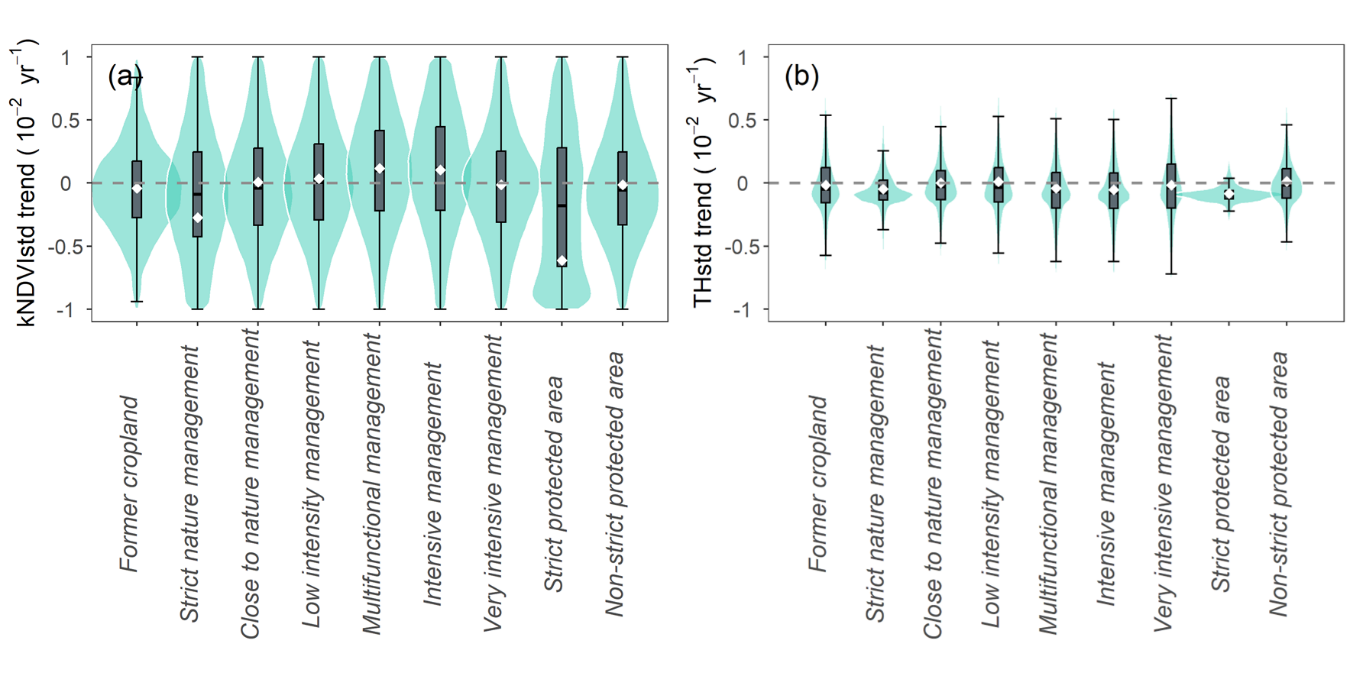 kNDVIstd trend ( 10⁻² yr⁻¹)
1
0.5
0
-0.5
-1
(a)
Former cropland
Strict nature management
Close to nature management
Low intensity management
Multifunctional management
Intensive management
Very intensive management
Strict protected area
Non-strict protected area
THstd trend ( 10⁻² yr⁻¹)
1
0.5
0
-0.5
-1
(b)
Former cropland
Strict nature management
Close to nature management
Low intensity management
Multifunctional management
Intensive management
Very intensive management
Strict protected area
Non-strict protected area